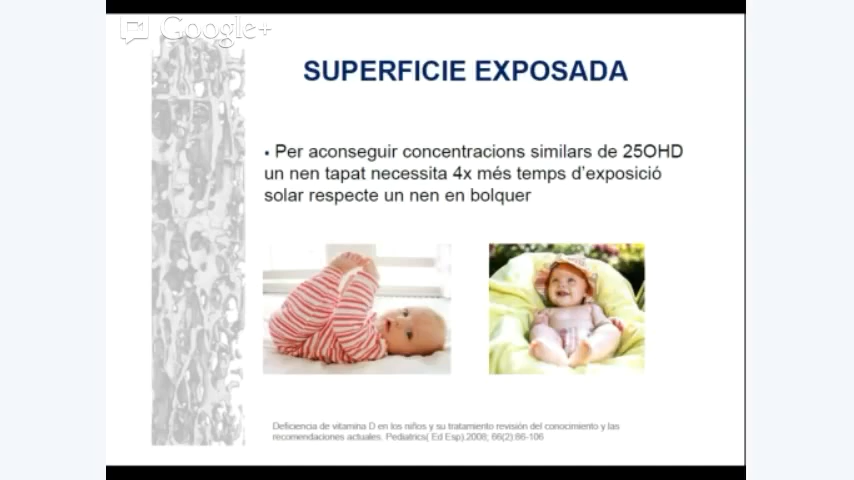 Google+
SUPERFICIE EXPOSADA
• Per aconseguir concentracions similars de 25OHD
un nen tapat necessita 4x més temps d'exposició
solar respecte un nen en bolquer
Deficiencia de vitamina D en los niños y su tratamiento revisión del conocimiento y las
recomendaciones actuales. Pediatrics( Ed Esp).2008; 66(2):86-106